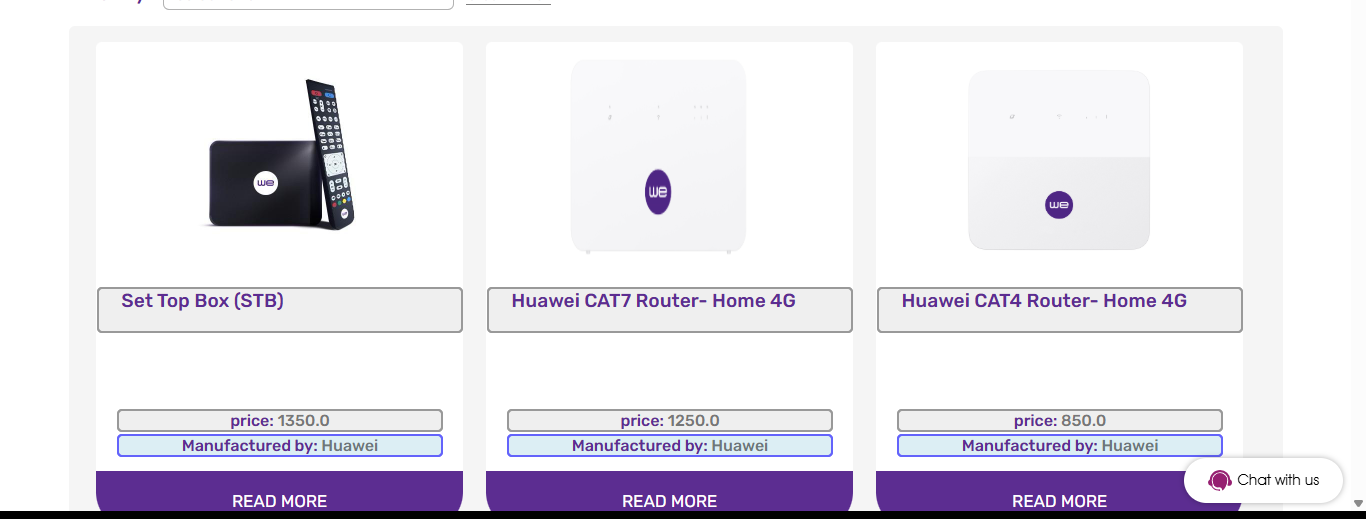 we
we
we
Set Top Box (STB)
Huawei CAT7 Router- Home 4G
Huawei CAT4 Router- Home 4G
price: 1350.0
price: 1250.0
price: 850.0
Manufactured by: Huawei
Manufactured by: Huawei
Manufactured by: Huawei
READ MORE
READ MORE
READ MORE
Chat with us